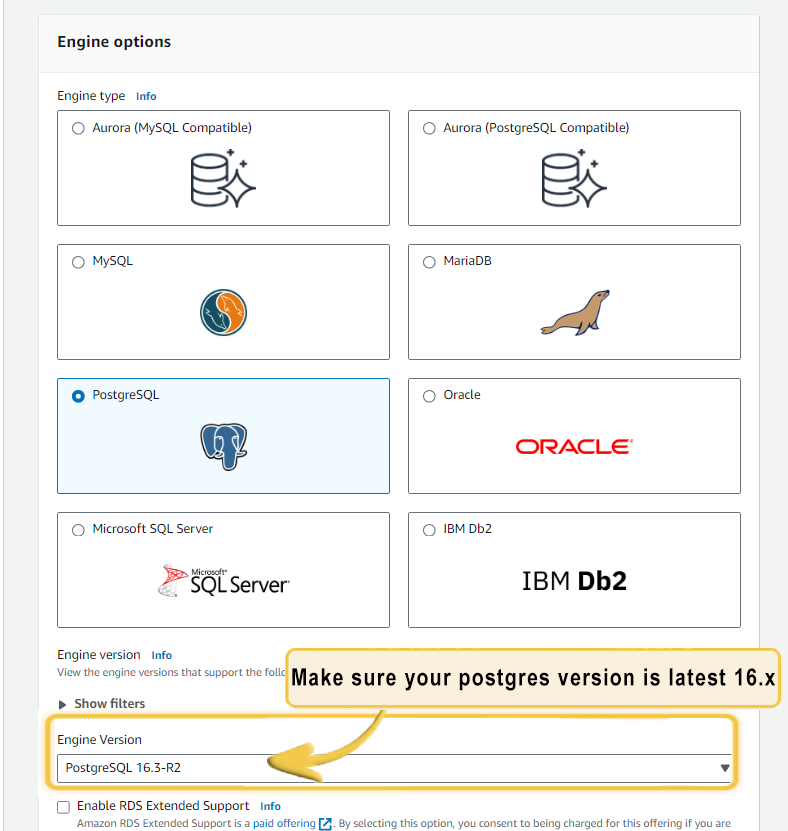 Engine options
Engine type Info
Aurora (MySQL Compatible)
Aurora (PostgreSQL Compatible)
MySQL
MariaDB
PostgreSQL
Oracle
ORACLE
Microsoft SQL Server
IBM Db2
Microsoft®
SQL Server
IBM Db2
Engine version Info
View the engine versions that support the
Make sure your postgres version is latest 16.x
Show filters
Engine Version
PostgreSQL 16.3-R2
Enable RDS Extended Support Info
Amazon RDS Extended Support is a paid offering. By selecting this option, you consent to being charged for this offering if you are